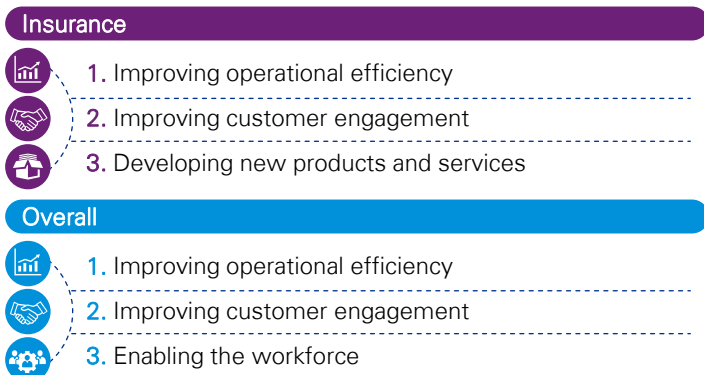 Insurance
1. Improving operational efficiency
2. Improving customer engagement
3. Developing new products and services
Overall
1. Improving operational efficiency
2. Improving customer engagement
3. Enabling the workforce